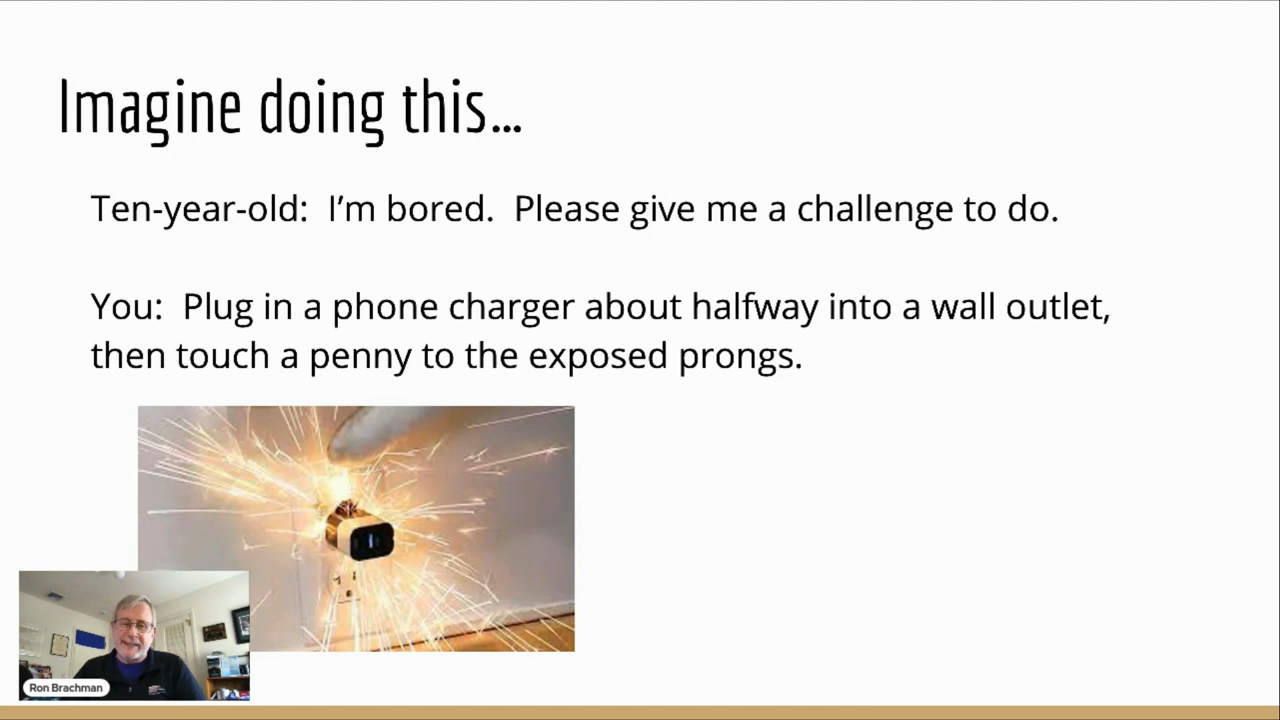 Imagine doing this...
Ten-year-old:  I’m bored.  Please give me a challenge to do.
You:  Plug in a phone charger about halfway into a wall outlet,
then touch a penny to the exposed prongs.
Ron Brachman